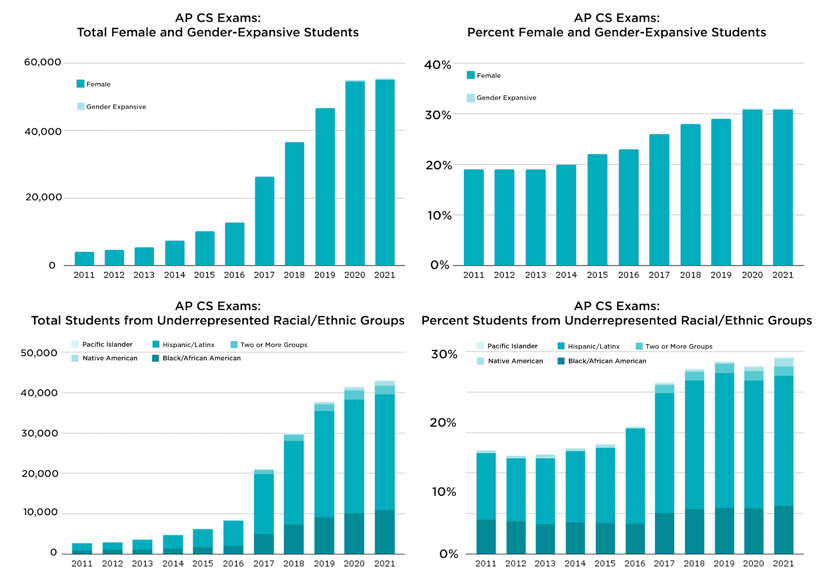 AP CS Exams:
Total Female and Gender-Expansive Students
60,000
40,000
20,000
0
Female
Gender Expansive
2011 2012 2013 2014 2015 2016 2017 2018 2019 2020 2021
AP CS Exams:
Percent Female and Gender-Expansive Students
40%
30%
20%
10%
0%
Female
Gender Expansive
2011 2012 2013 2014 2015 2016 2017 2018 2019 2020 2021
AP CS Exams:
Total Students from Underrepresented Racial/Ethnic Groups
50,000
40,000
30,000
20,000
10,000
0
Pacific Islander Hispanic/Latinx Two or More Groups
Native American Black/African American
2011 2012 2013 2014 2015 2016 2017 2018 2019 2020 2021
AP CS Exams:
Percent Students from Underrepresented Racial/Ethnic Groups
30%
20%
10%
0%
Pacific Islander Hispanic/Latinx Two or More Groups
Native American Black/African American
2011 2012 2013 2014 2015 2016 2017 2018 2019 2020 2021